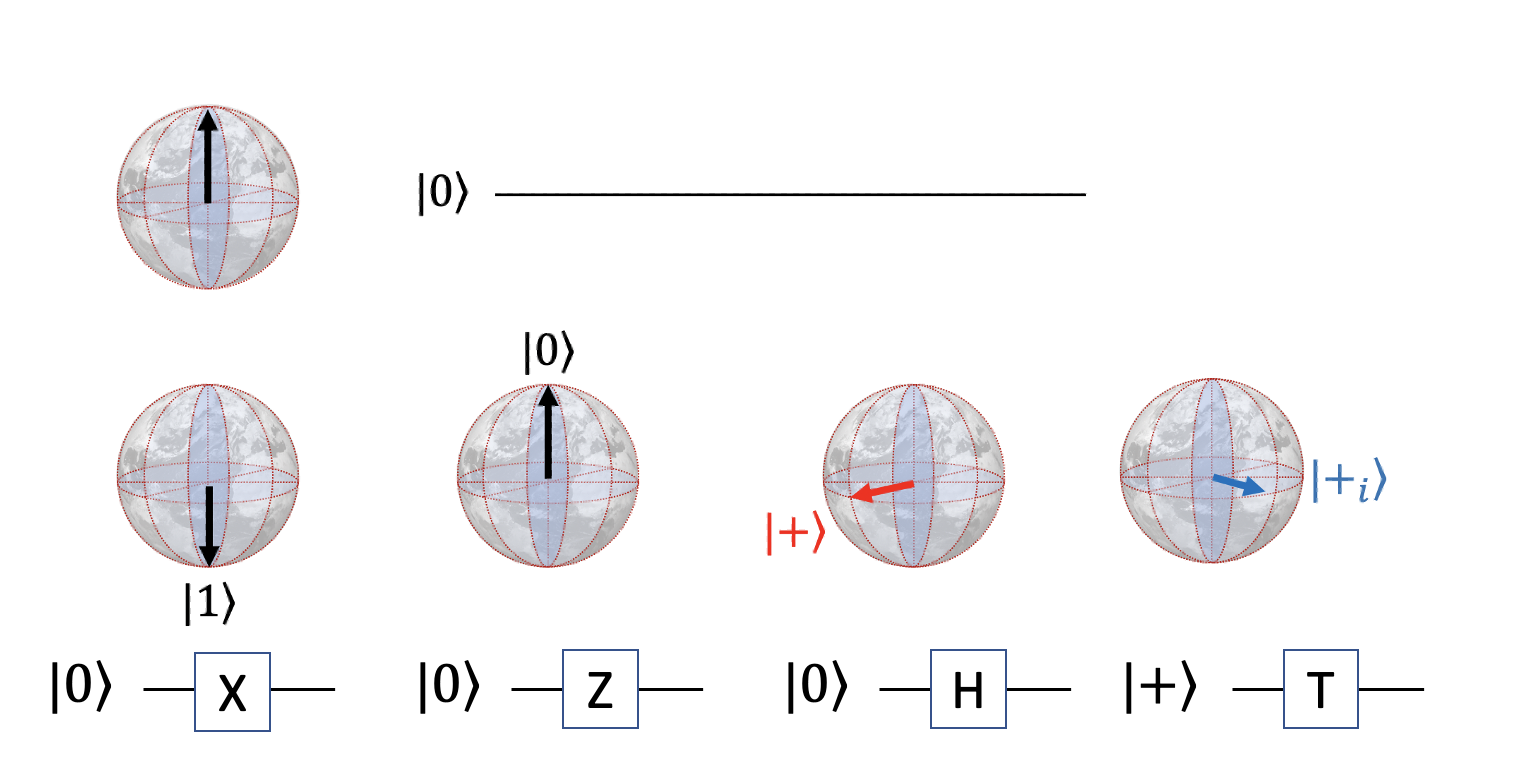 |0⟩
|0⟩
|+⟩
|+ᵢ⟩
|1⟩
|0⟩ X
|0⟩ Z
|0⟩ H
|+⟩ T